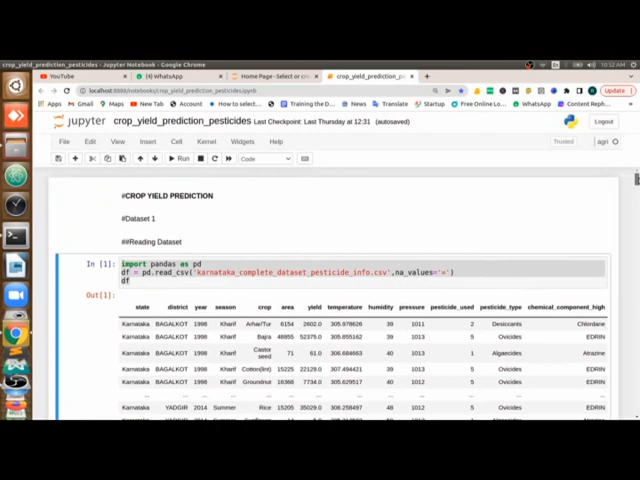 crop_yield_prediction_pesticides - Jupyter Notebook - Google Chrome
En
10:52 AM
YouTube
(4) WhatsApp
Home Page - Select or c
crop_yield_prediction_pe
localhost:8888/notebooks/crop_yield_prediction_pesticides.ipynb
Update
Apps
Gmail
YouTube
Maps
New Tab
Account
How to selec...
Training the D...
News
Translate
Startup
Free Online Lo...
WhatsApp
Content Reph...
jupyter crop_yield_prediction_pesticides Last Checkpoint: Last Thursday at 12:31 (autosaved)
Logout
File Edit View Insert Cell Kernel Widgets Help
Trusted
agri
Run
Code
#CROP YIELD PREDICTION
#Dataset 1
##Reading Dataset
In [1]: import pandas as pd
df = pd.read_csv('karnataka_complete_dataset_pesticide_info.csv',na_values='=')
df
Out[1]:
state district year season crop area yield temperature humidity pressure pesticide_used pesticide_type chemical_component_high
Karnataka BAGALKOT 1998 Kharif Arhar/Tur 6154 2602.0 305.978626 39 1011 2 Desiccants Chlordane
Karnataka BAGALKOT 1998 Kharif Bajra 48855 52375.0 305.855162 39 1013 5 Ovicides EDRIN
Karnataka BAGALKOT 1998 Kharif Castor seed 71 61.0 306.308668 40 1013 1 Algaecides Atrazine
Karnataka BAGALKOT 1998 Kharif Cotton(lint) 15225 22129.0 307.494421 39 1013 5 Ovicides EDRIN
Karnataka BAGALKOT 1998 Kharif Groundnut 16368 7734.0 305.629517 40 1012 5 Ovicides EDRIN
... ... ... ... ... ... ... ... ... ... ... ... ...
Karnataka YADGIR 2014 Summer Rice 15205 35029.0 306.258497 48 1012 5 Ovicides EDRIN